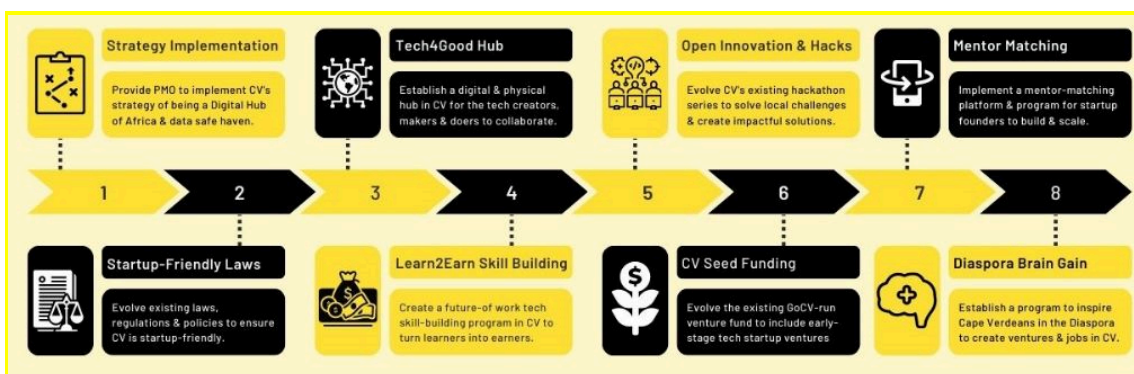 Strategy Implementation
Provide PMO to implement CV's
strategy of being a Digital Hub
of Africa & data safe haven.
Tech4Good Hub
Establish a digital & physical
hub in CV for the tech creators,
makers & doers to collaborate.
Open Innovation & Hacks
Evolve CV's existing hackathon
series to solve local challenges
& create impactful solutions.
Mentor Matching
Implement a mentor-matching
platform & program for startup
founders to build & scale.
1
2
3
4
5
6
7
8
Startup-Friendly Laws
Evolve existing laws,
regulations & policies to ensure
CV is startup-friendly.
Learn2Earn Skill Building
Create a future-of work tech
skill-building program in CV to
turn learners into earners.
CV Seed Funding
Evolve the existing GoCV-run
venture fund to include early-
stage tech startup ventures
Diaspora Brain Gain
Establish a program to inspire
Cape Verdeans in the Diaspora
to create ventures & jobs in CV.